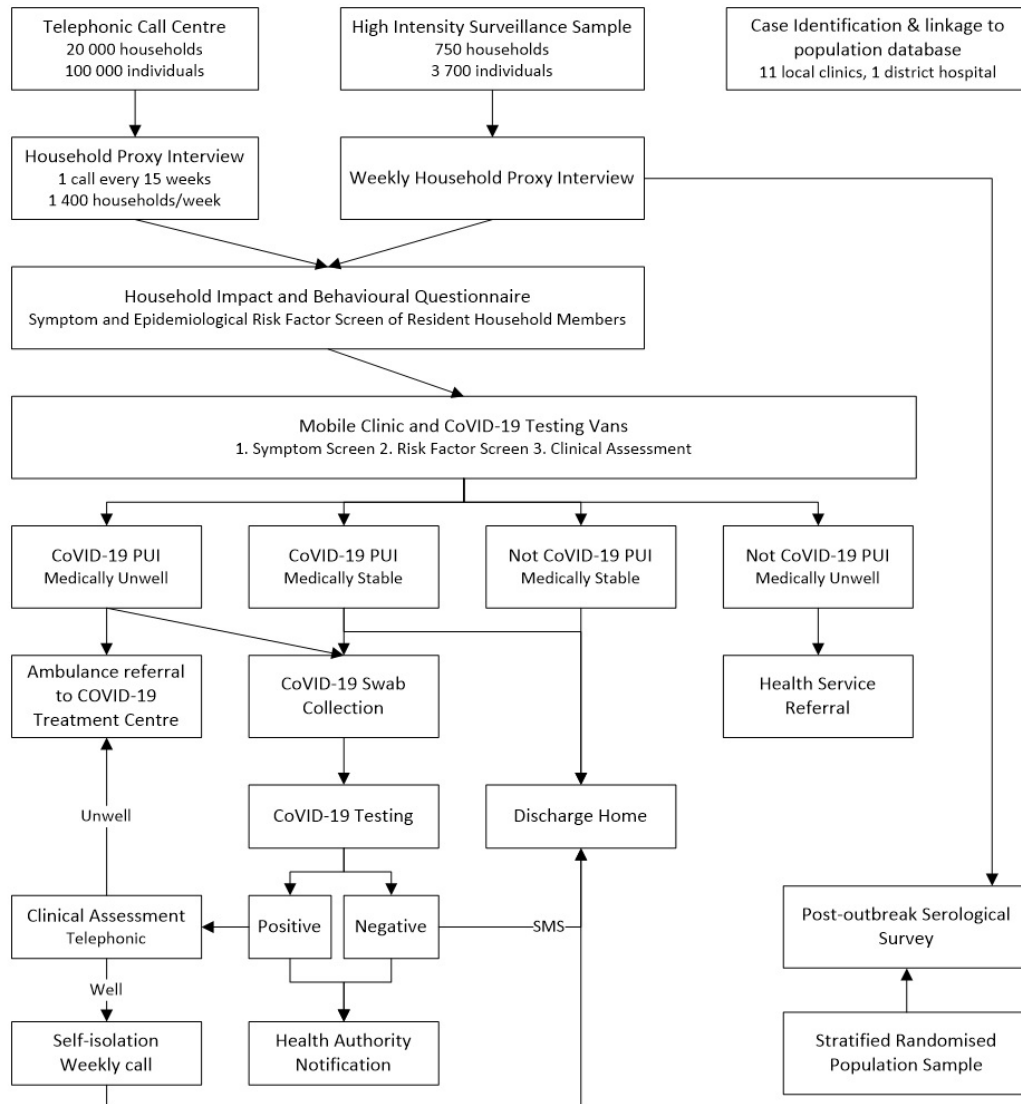 Telephonic Call Centre
20 000 households
100 000 individuals
High Intensity Surveillance Sample
750 households
3 700 individuals
Case Identification & linkage to
population database
11 local clinics, 1 district hospital
Household Proxy Interview
1 call every 15 weeks
1 400 households/week
Weekly Household Proxy Interview
Household Impact and Behavioural Questionnaire
Symptom and Epidemiological Risk Factor Screen of Resident Household Members
Mobile Clinic and CoVID-19 Testing Vans
1. Symptom Screen 2. Risk Factor Screen 3. Clinical Assessment
CoVID-19 PUI
Medically Unwell
CoVID-19 PUI
Medically Stable
Not CoVID-19 PUI
Medically Stable
Not CoVID-19 PUI
Medically Unwell
Ambulance referral
to COVID-19
Treatment Centre
CoVID-19 Swab
Collection
Health Service
Referral
Unwell
CoVID-19 Testing
Discharge Home
Clinical Assessment
Telephonic
Positive
Negative
SMS
Post-outbreak Serological
Survey
Well
Self-isolation
Weekly call
Health Authority
Notification
Stratified Randomised
Population Sample